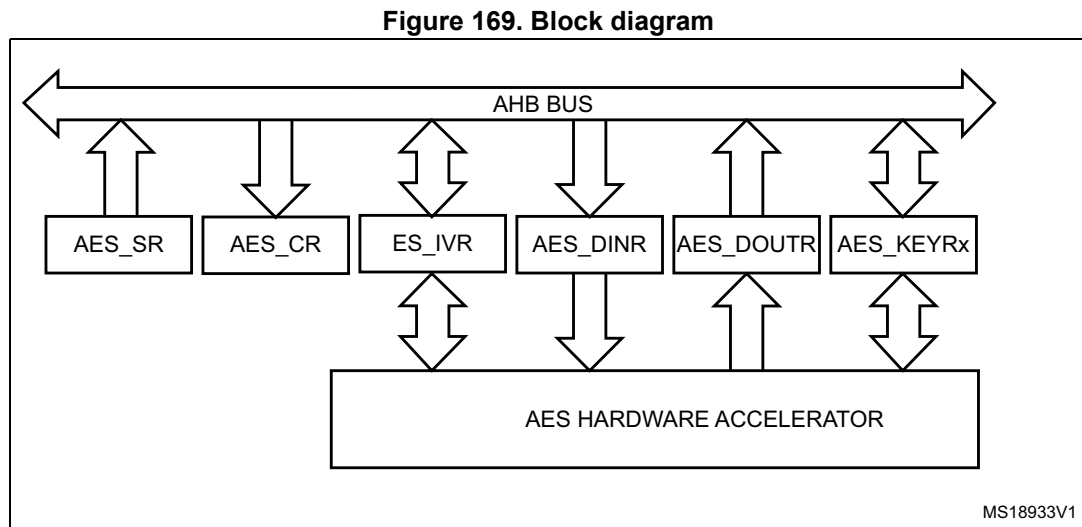 Figure 169. Block diagram
AHB BUS
AES_SR
AES_CR
ES_IVR
AES_DINR
AES_DOUTR
AES_KEYRx
AES HARDWARE ACCELERATOR
MS18933V1